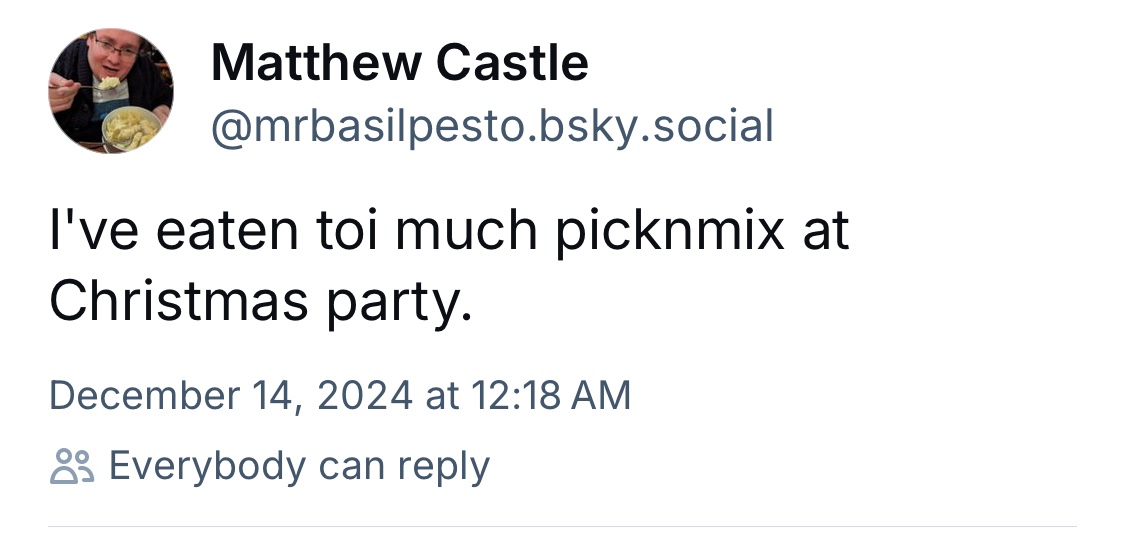 Matthew Castle
@mrbasilpesto.bsky.social
I've eaten toi much picknmix at
Christmas party.
December 14, 2024 at 12:18 AM
Everybody can reply